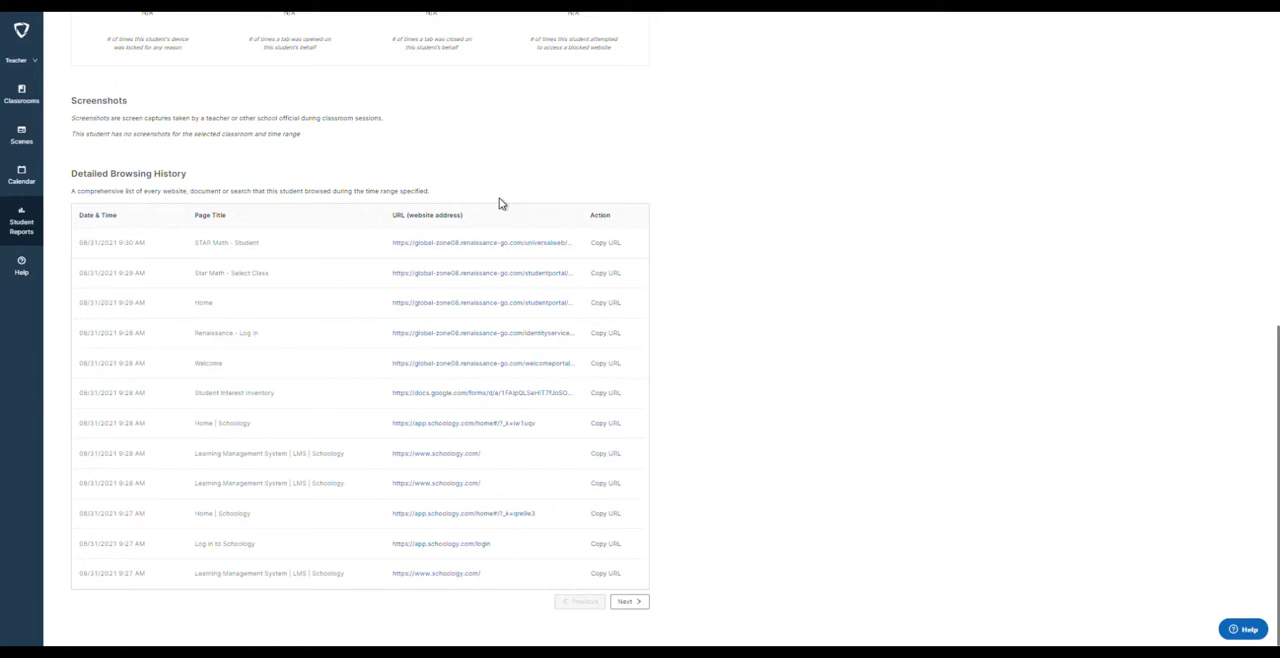 N/A N/A N/A N/A
# of times this student's device was locked for any reason
# of times a tab was opened on this student's behalf
# of times a tab was closed on this student's behalf
# of times this student attempted to access a blocked website
Teacher
Classrooms
Scenes
Calendar
Student Reports
Help
Screenshots
Screenshots are screen captures taken by a teacher or other school official during classroom sessions.
This student has no screenshots for the selected classroom and time range
Detailed Browsing History
A comprehensive list of every website, document or search that this student browsed during the time range specified.
Date & Time Page Title URL (website address) Action
08/31/2021 9:30 AM STAR Math - Student https://global-zone08.renaissance-go.com/universalweb/... Copy URL
08/31/2021 9:29 AM Star Math - Select Class https://global-zone08.renaissance-go.com/studentportal/... Copy URL
08/31/2021 9:29 AM Home https://global-zone08.renaissance-go.com/studentportal/... Copy URL
08/31/2021 9:28 AM Renaissance - Log in https://global-zone08.renaissance-go.com/identityservice... Copy URL
08/31/2021 9:28 AM Welcome https://global-zone08.renaissance-go.com/welcomeportal... Copy URL
08/31/2021 9:28 AM Student Interest Inventory Copy URL
08/31/2021 9:28 AM Home | Schoology https://app.schoology.com/home#/?_k=iw1uqv Copy URL
08/31/2021 9:28 AM Learning Management System | LMS | Schoology https://www.schoology.com/ Copy URL
08/31/2021 9:28 AM Learning Management System | LMS | Schoology https://www.schoology.com/ Copy URL
08/31/2021 9:27 AM Home | Schoology https://app.schoology.com/home#/?_k=qre9e3 Copy URL
08/31/2021 9:27 AM Log in to Schoology https://app.schoology.com/login Copy URL
08/31/2021 9:27 AM Learning Management System | LMS | Schoology https://www.schoology.com/ Copy URL
Previous Next
Help